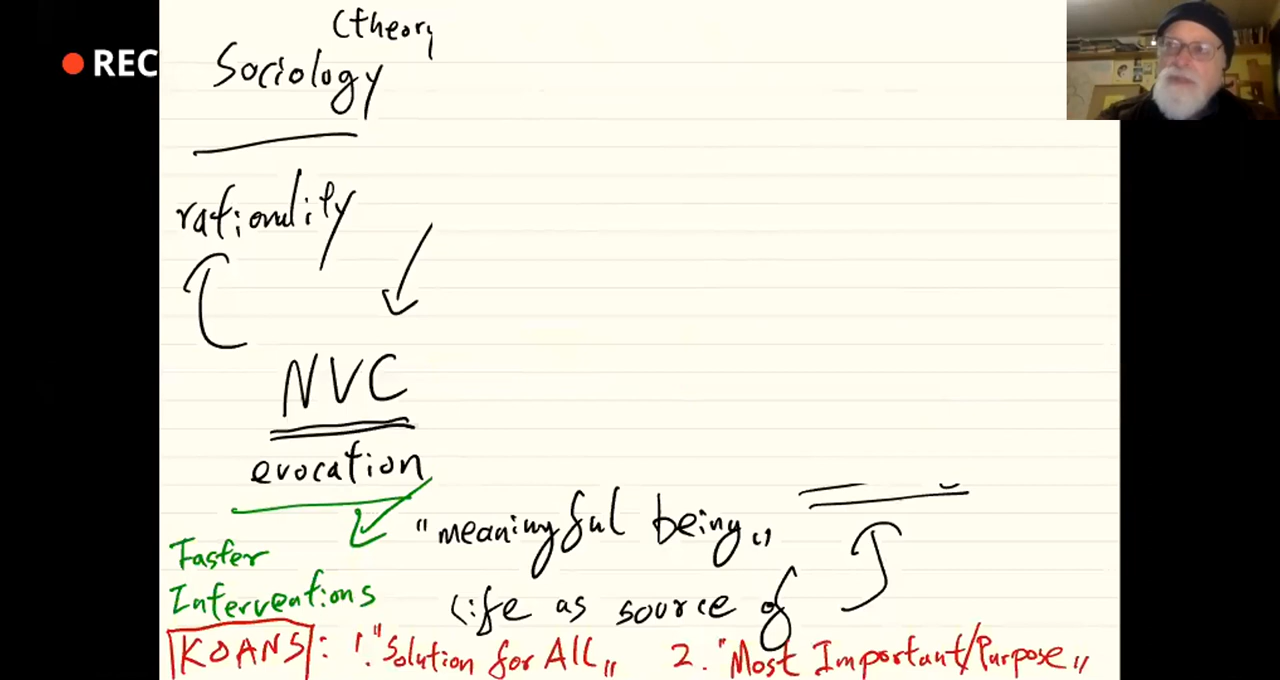 (theory
REC
Sociology
rationality
NVC
evocation
"meaningful being"
Faster
Interventions
Life as source of
KOANS: 1. "Solution for All" 2. "Most Important/Purpose"